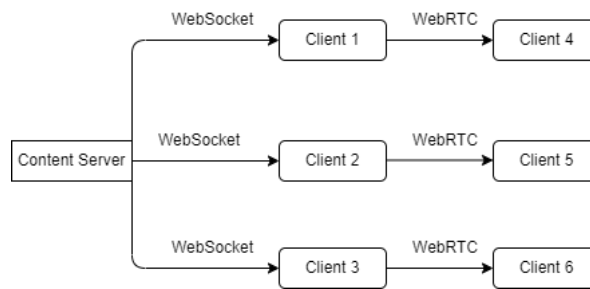 WebSocket
Client 1
WebRTC
Client 4
Content Server
WebSocket
Client 2
WebRTC
Client 5
WebSocket
Client 3
WebRTC
Client 6